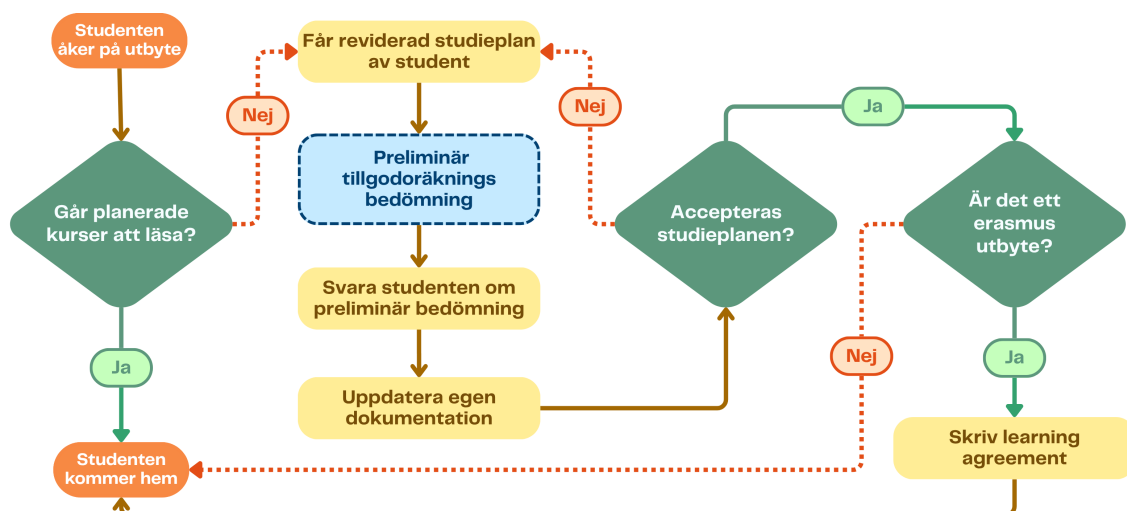 Studenten
åker på utbyte
Får reviderad studieplan
av student
Nej
Nej
Ja
Preliminär
tillgodoräknings
bedömning
Går planerade
kurser att läsa?
Accepteras
studieplanen?
Är det ett
erasmus
utbyte?
Svara studenten om
preliminär bedömning
Ja
Nej
Ja
Uppdatera egen
dokumentation
Studenten
kommer hem
Skriv learning
agreement